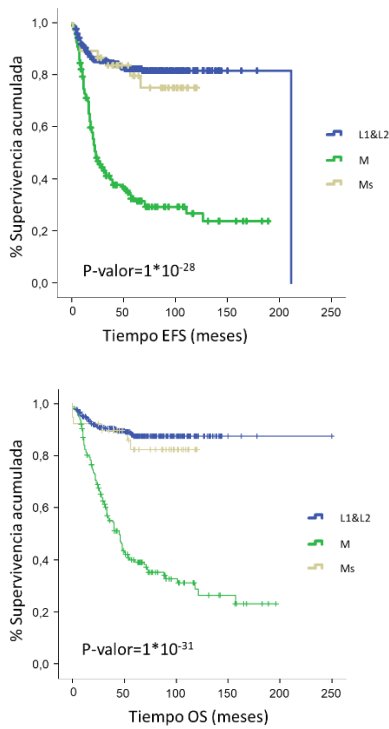 % Supervivencia acumulada
1,0
0,8
0,6
0,4
0,2
0,0
0 50 100 150 200 250
L1&L2
M
Ms
P-valor=1*10⁻²⁸
Tiempo EFS (meses)
% Supervivencia acumulada
1,0
0,8
0,6
0,4
0,2
0,0
0 50 100 150 200 250
L1&L2
M
Ms
P-valor=1*10⁻³¹
Tiempo OS (meses)